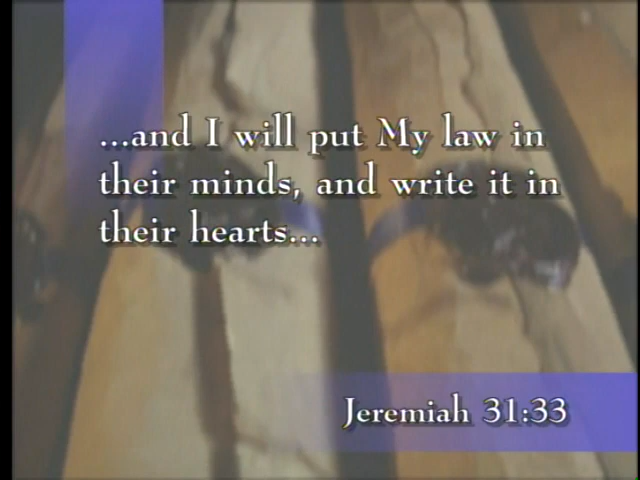 ...and I will put My law in
their minds, and write it in
their hearts...
Jeremiah 31:33